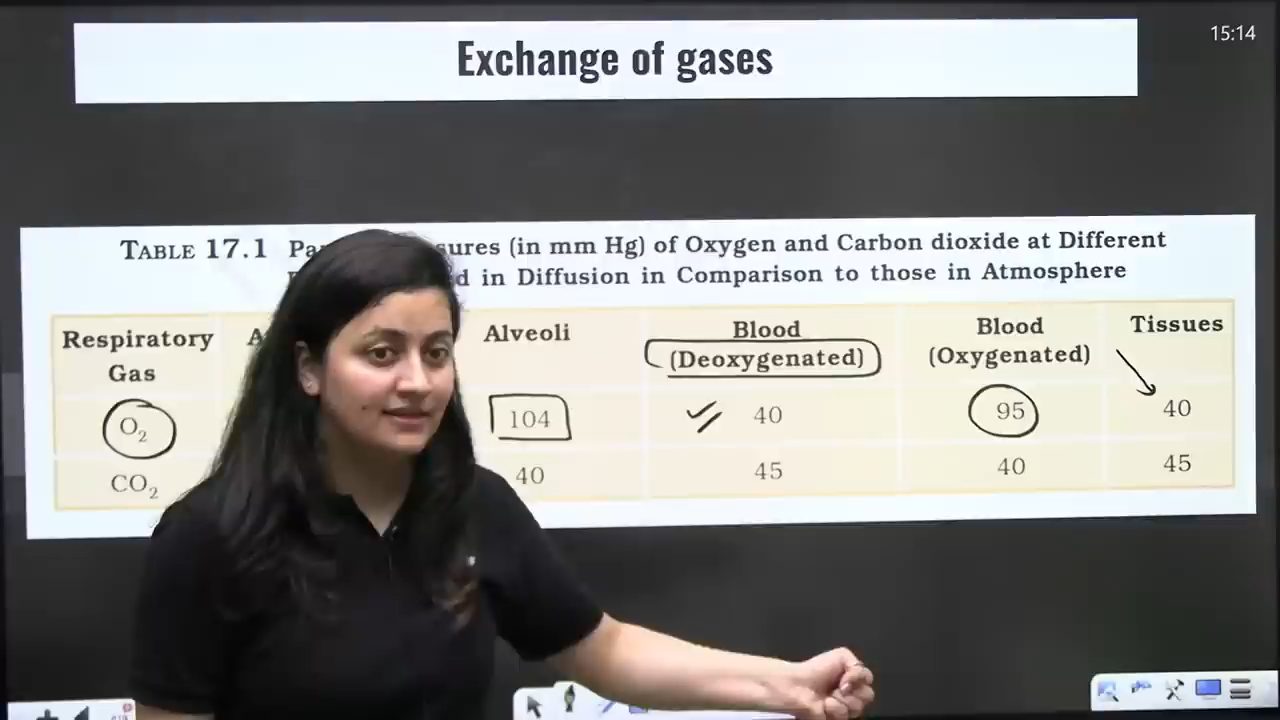 15:14
Exchange of gases
TABLE 17.1 (in mm Hg) of Oxygen and Carbon dioxide at Different
in Diffusion in Comparison to those in Atmosphere
Respiratory Gas
Alveoli
Blood (Deoxygenated)
Blood (Oxygenated)
Tissues
O₂ 104 40 95 40
CO₂ 40 45 40 45